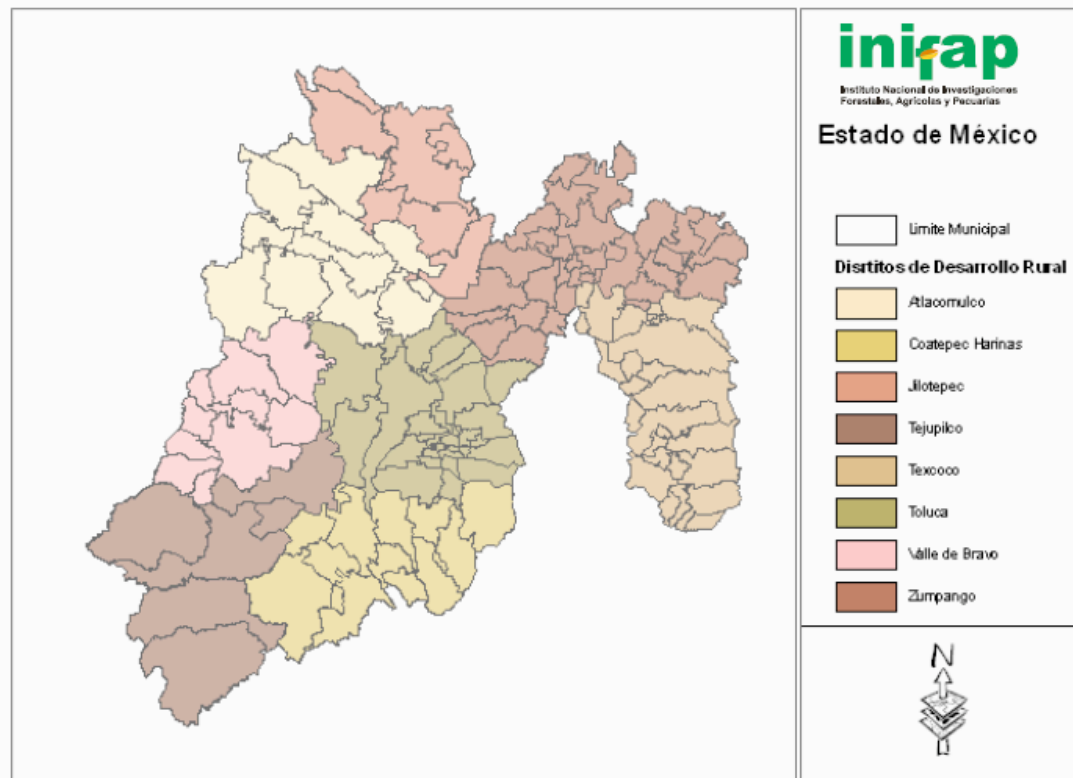 inifap
Instituto Nacional de Investigaciones
Forestales, Agrícolas y Pecuarias
Estado de México
Limite Municipal
Disrtitos de Desarrollo Rural
Atlacomulco
Coatepec Harinas
Jilotepec
Tejupilco
Texcoco
Toluca
Valle de Bravo
Zumpango
N